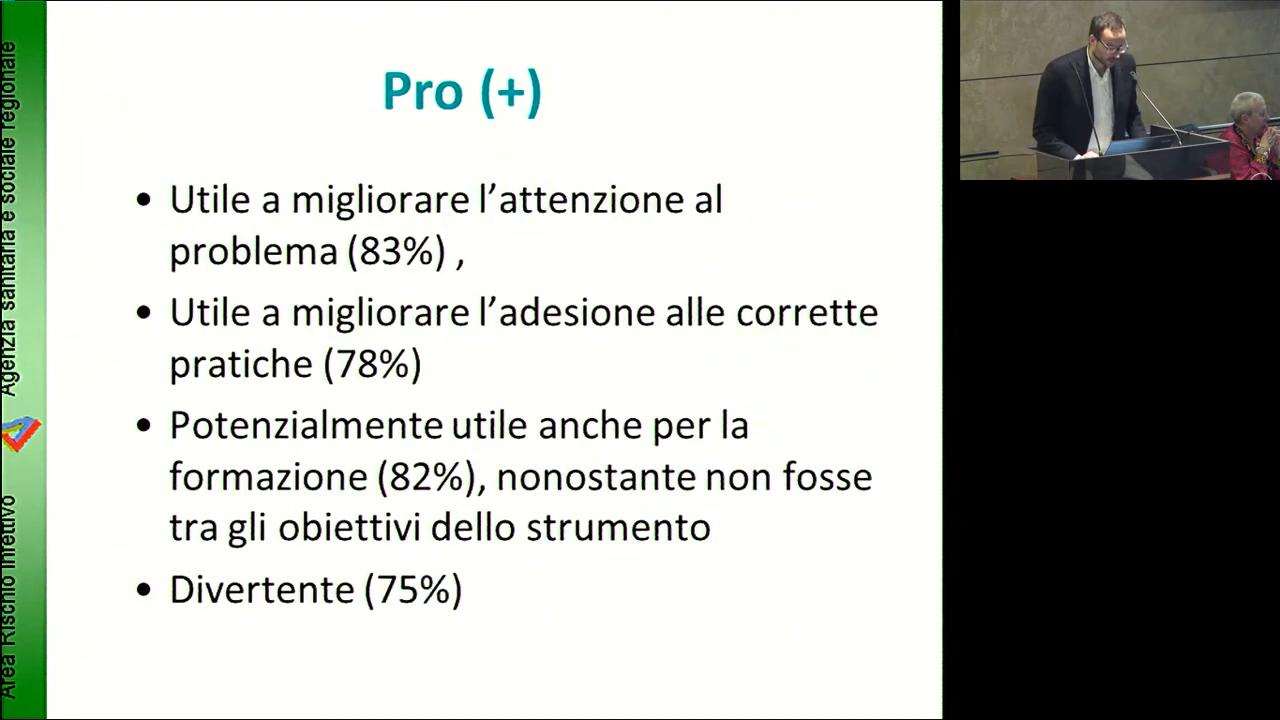 Pro (+)
• Utile a migliorare l’attenzione al
problema (83%) ,
• Utile a migliorare l’adesione alle corrette
pratiche (78%)
• Potenzialmente utile anche per la
formazione (82%), nonostante non fosse
tra gli obiettivi dello strumento
• Divertente (75%)
Agenzia sanitaria e sociale regionale
Area Rischio Infettivo